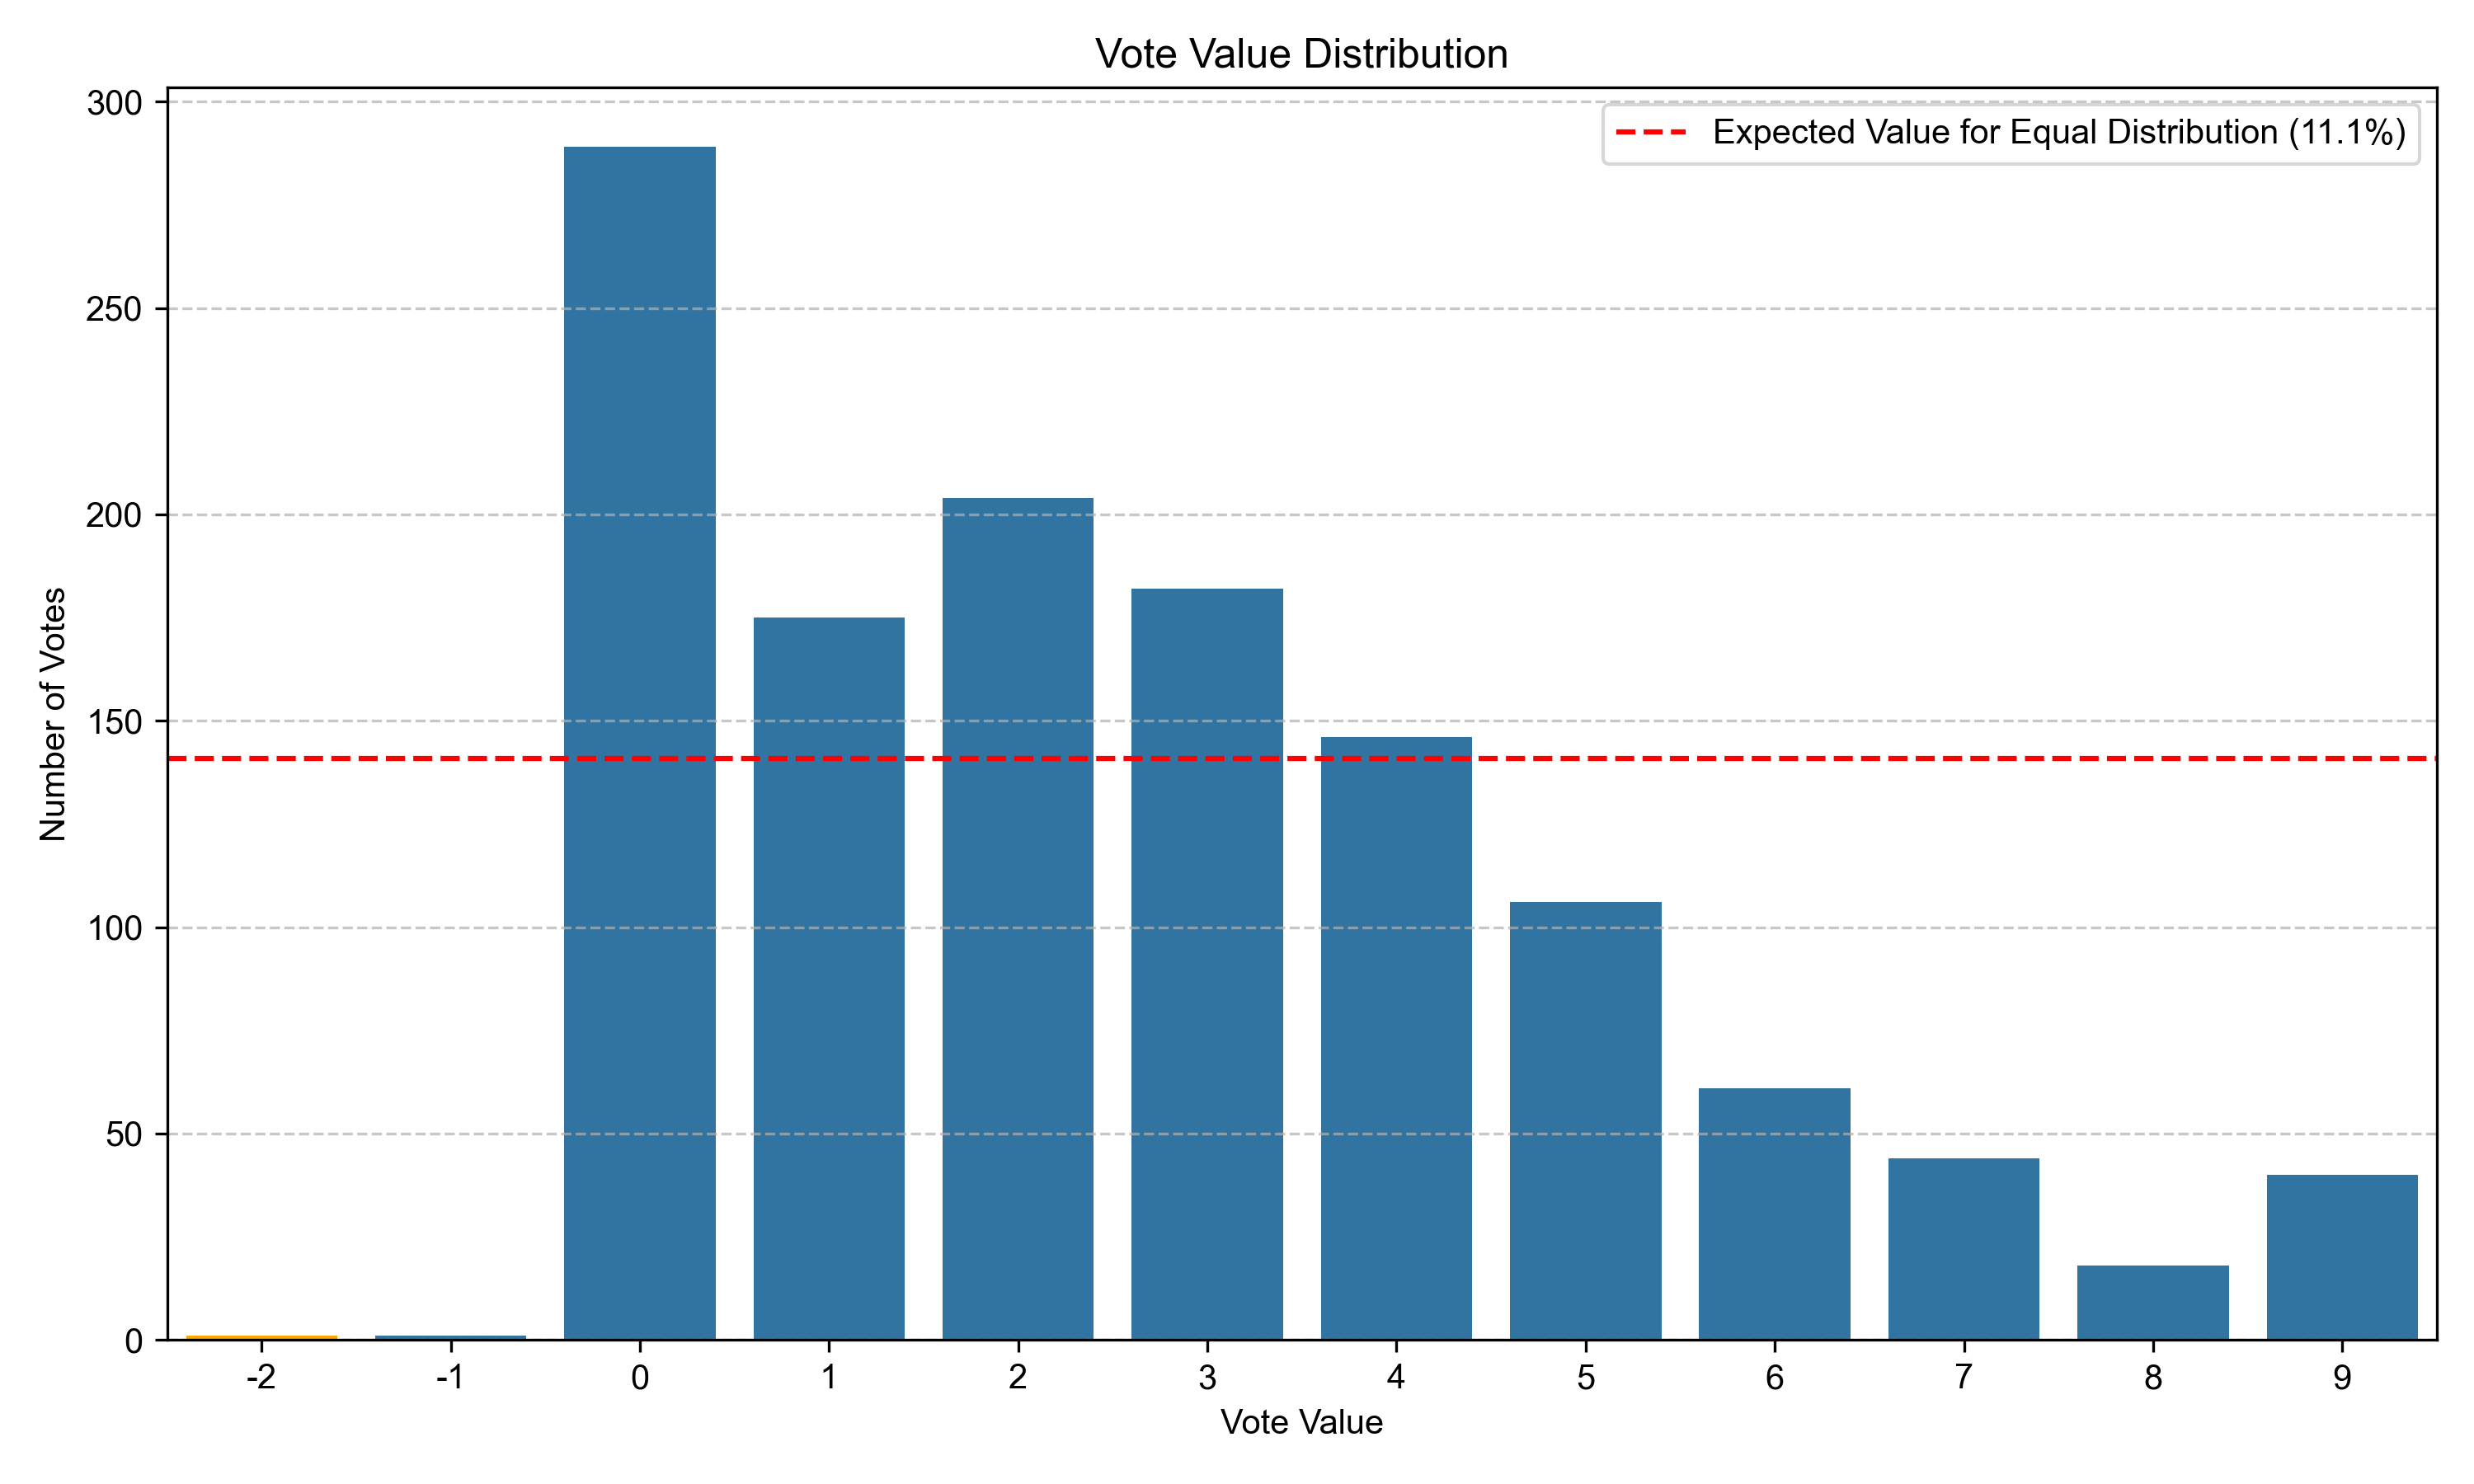 Vote Value Distribution
Expected Value for Equal Distribution (11.1%)
300
250
200
150
100
50
0
Number of Votes
-2 -1 0 1 2 3 4 5 6 7 8 9
Vote Value